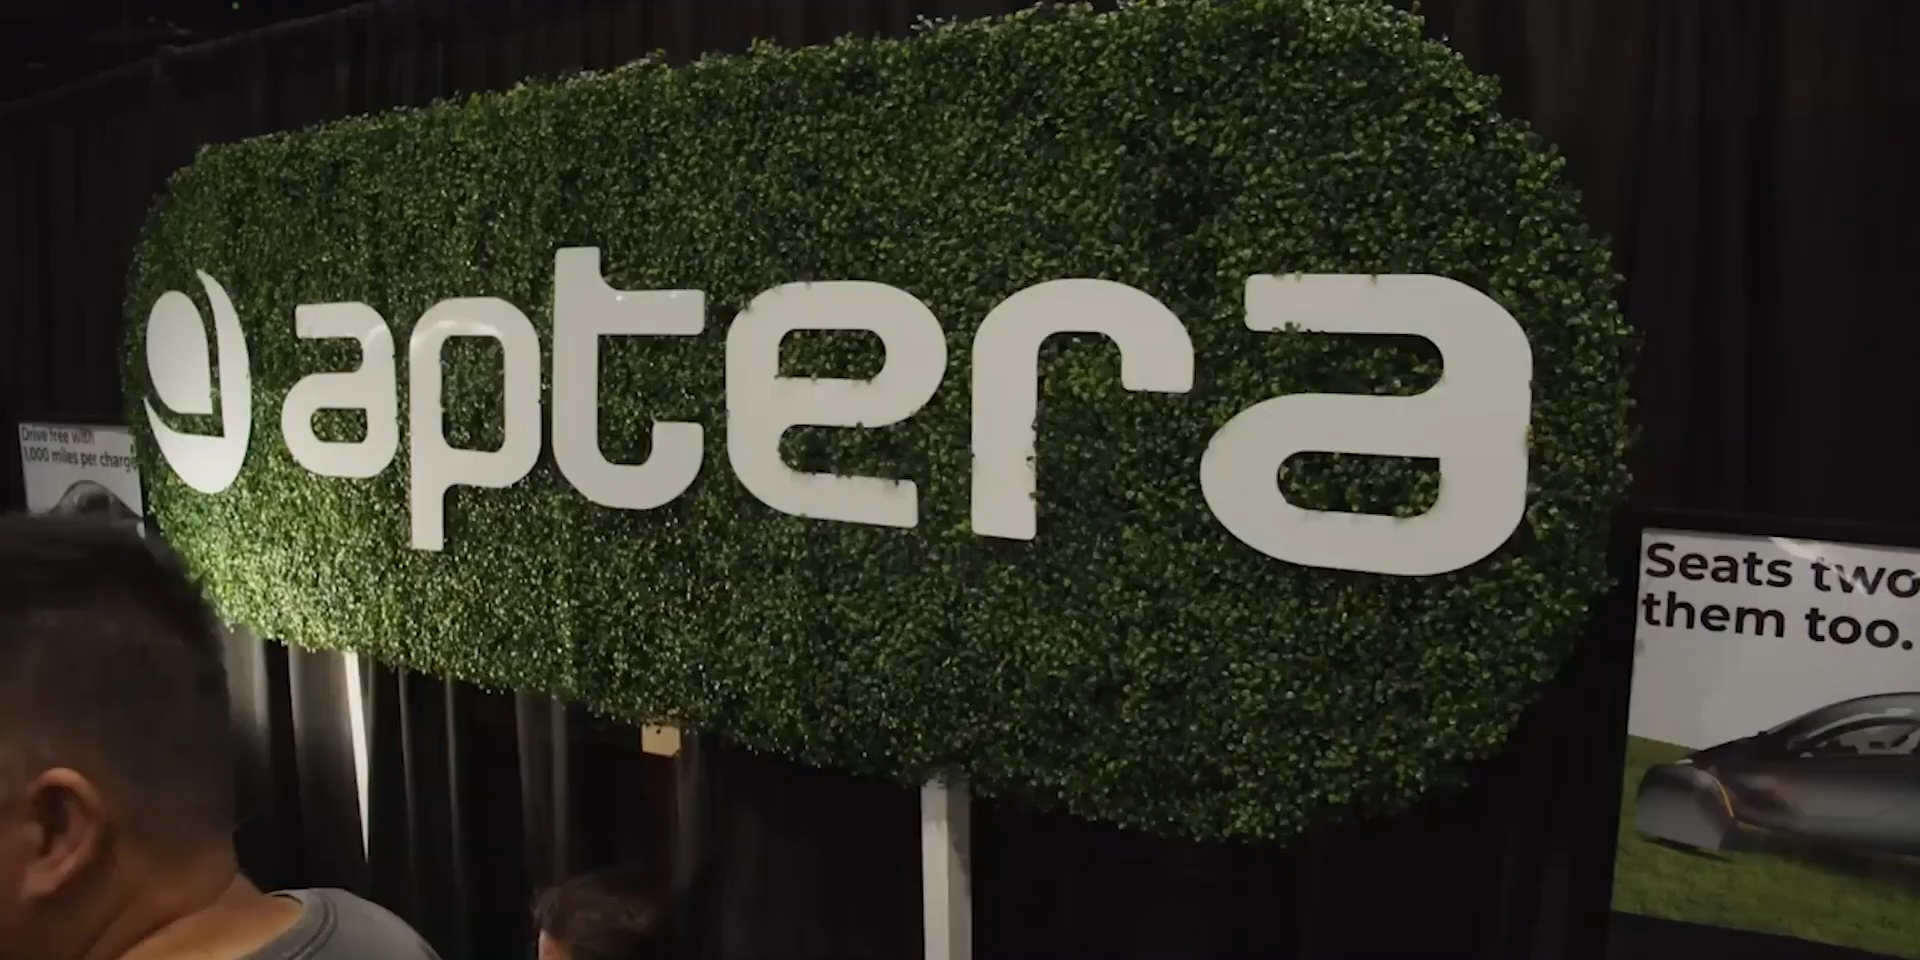 aptera
Drive free with
1,000 miles per charge
Seats two
them too.